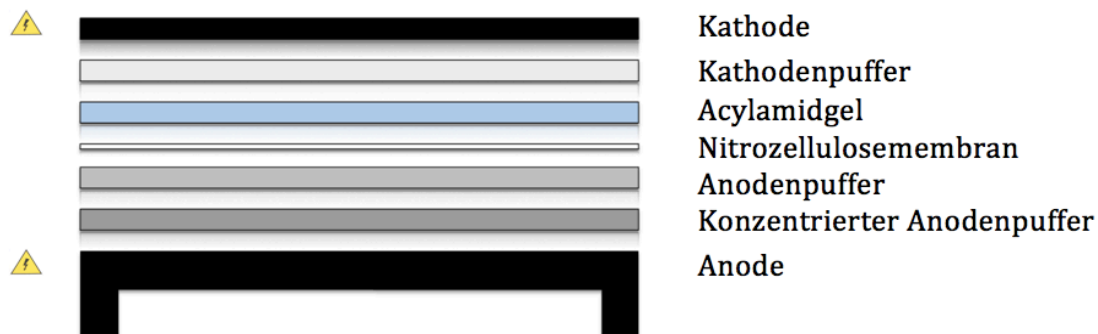 Kathode
Kathodenpuffer
Acylamidgel
Nitrozellulosemembran
Anodenpuffer
Konzentrierter Anodenpuffer
Anode